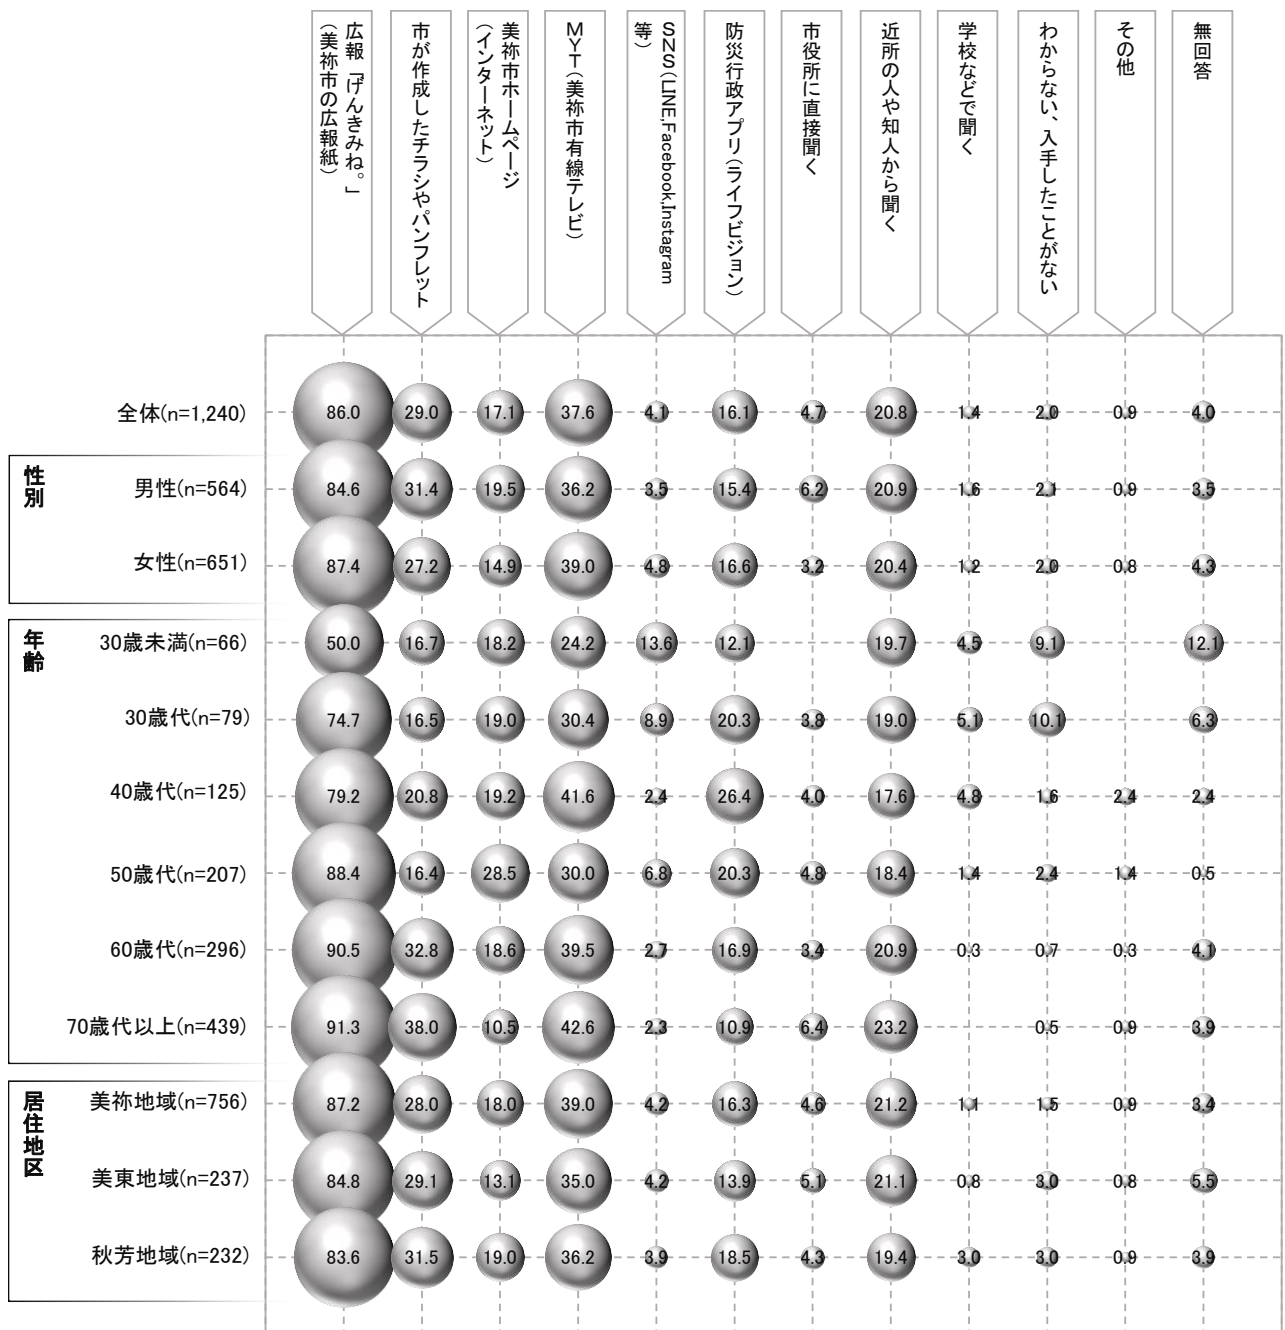 広報「げんきみね。」
（美祢市の広報紙）
市が作成したチラシやパンフレット
美祢市ホームページ
（インターネット）
ＭＹＴ（美祢市有線テレビ）
ＳＮＳ（LINE,Facebook,Instagram
等）
防災行政アプリ（ライフビジョン）
市役所に直接聞く
近所の人や知人から聞く
学校などで聞く
わからない、入手したことがない
その他
無回答
全体(n=1,240) 86.0 29.0 17.1 37.6 4.1 16.1 4.7 20.8 1.4 2.0 0.9 4.0
性別
男性(n=564) 84.6 31.4 19.5 36.2 3.5 15.4 6.2 20.9 1.6 2.1 0.9 3.5
女性(n=651) 87.4 27.2 14.9 39.0 4.8 16.6 3.2 20.4 1.2 2.0 0.8 4.3
年齢
30歳未満(n=66) 50.0 16.7 18.2 24.2 13.6 12.1 19.7 4.5 9.1 12.1
30歳代(n=79) 74.7 16.5 19.0 30.4 8.9 20.3 3.8 19.0 5.1 10.1 6.3
40歳代(n=125) 79.2 20.8 19.2 41.6 2.4 26.4 4.0 17.6 4.8 1.6 2.4 2.4
50歳代(n=207) 88.4 16.4 28.5 30.0 6.8 20.3 4.8 18.4 1.4 2.4 1.4 0.5
60歳代(n=296) 90.5 32.8 18.6 39.5 2.7 16.9 3.4 20.9 0.3 0.7 0.3 4.1
70歳代以上(n=439) 91.3 38.0 10.5 42.6 2.3 10.9 6.4 23.2 0.5 0.9 3.9
居住地区
美祢地域(n=756) 87.2 28.0 18.0 39.0 4.2 16.3 4.6 21.2 1.1 1.5 0.9 3.4
美東地域(n=237) 84.8 29.1 13.1 35.0 4.2 13.9 5.1 21.1 0.8 3.0 0.8 5.5
秋芳地域(n=232) 83.6 31.5 19.0 36.2 3.9 18.5 4.3 19.4 3.0 3.0 0.9 3.9